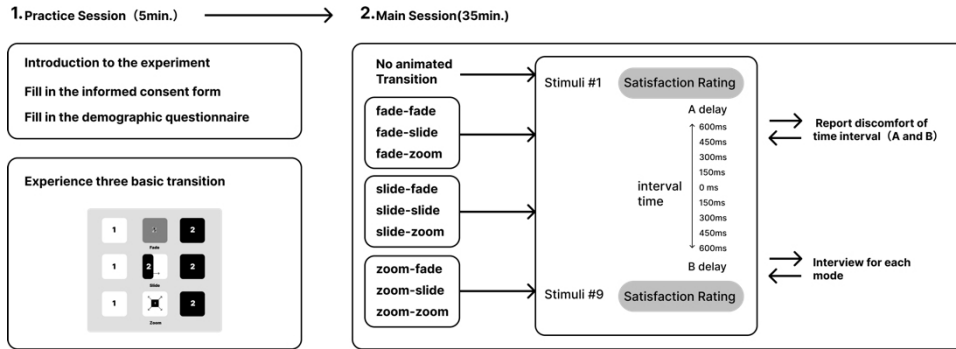 1. Practice Session (5min.)
Introduction to the experiment
Fill in the informed consent form
Fill in the demographic questionnaire
Experience three basic transition
1
2
Fade
1
2
2
Slide
1
2
Zoom
2. Main Session(35min.)
No animated
Transition
fade-fade
fade-slide
fade-zoom
slide-fade
slide-slide
slide-zoom
zoom-fade
zoom-slide
zoom-zoom
Stimuli #1
Satisfaction Rating
A delay
600ms
450ms
300ms
150ms
0 ms
150ms
300ms
450ms
600ms
interval
time
B delay
Stimuli #9
Satisfaction Rating
Report discomfort of
time interval (A and B)
Interview for each
mode